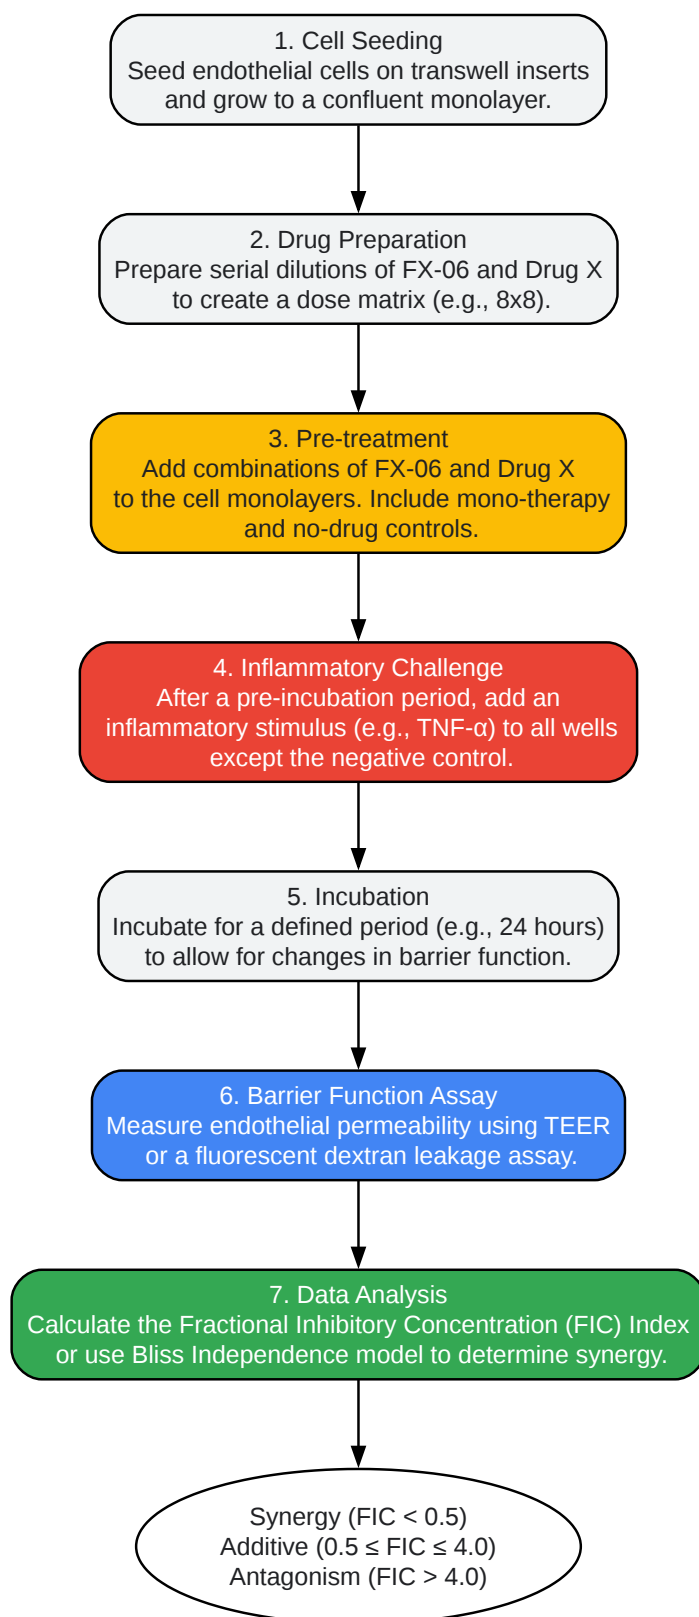 1. Cell Seeding
Seed endothelial cells on transwell inserts
and grow to a confluent monolayer.
2. Drug Preparation
Prepare serial dilutions of FX-06 and Drug X
to create a dose matrix (e.g., 8x8).
3. Pre-treatment
Add combinations of FX-06 and Drug X
to the cell monolayers. Include mono-therapy
and no-drug controls.
4. Inflammatory Challenge
After a pre-incubation period, add an
inflammatory stimulus (e.g., TNF-α) to all wells
except the negative control.
5. Incubation
Incubate for a defined period (e.g., 24 hours)
to allow for changes in barrier function.
6. Barrier Function Assay
Measure endothelial permeability using TEER
or a fluorescent dextran leakage assay.
7. Data Analysis
Calculate the Fractional Inhibitory Concentration (FIC) Index
or use Bliss Independence model to determine synergy.
Synergy (FIC < 0.5)
Additive (0.5 ≤ FIC ≤ 4.0)
Antagonism (FIC > 4.0)